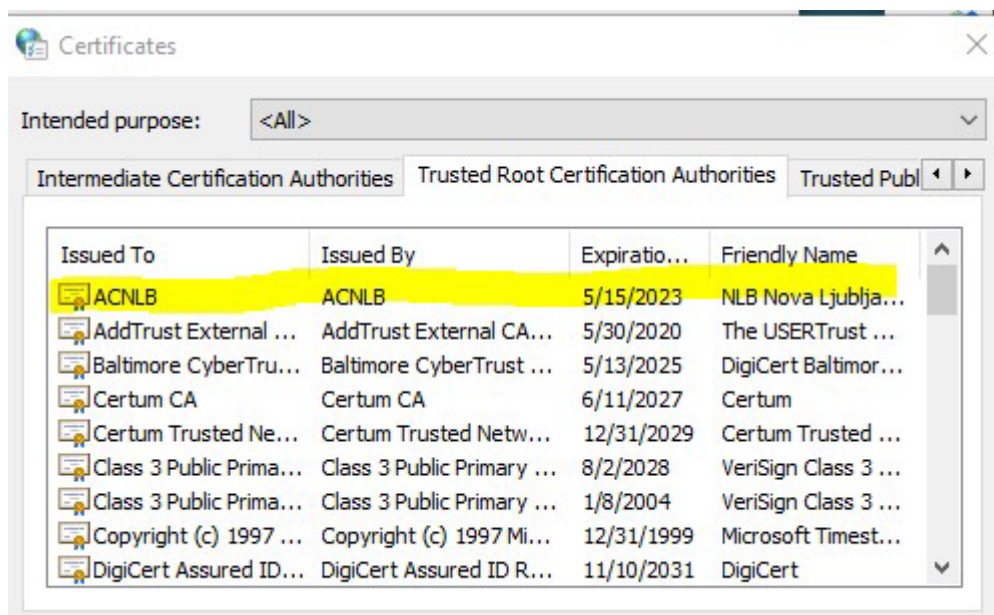 Certificates
Intended purpose: <All>
Intermediate Certification Authorities Trusted Root Certification Authorities Trusted Publ
Issued To Issued By Expiratio... Friendly Name
ACNLB ACNLB 5/15/2023 NLB Nova Ljublja...
AddTrust External ... AddTrust External CA... 5/30/2020 The USERTrust ...
Baltimore CyberTru... Baltimore CyberTrust ... 5/13/2025 DigiCert Baltimor...
Certum CA Certum CA 6/11/2027 Certum
Certum Trusted Ne... Certum Trusted Netw... 12/31/2029 Certum Trusted ...
Class 3 Public Prima... Class 3 Public Primary ... 8/2/2028 VeriSign Class 3 ...
Class 3 Public Prima... Class 3 Public Primary ... 1/8/2004 VeriSign Class 3 ...
Copyright (c) 1997 ... Copyright (c) 1997 Mi... 12/31/1999 Microsoft Timest...
DigiCert Assured ID... DigiCert Assured ID R... 11/10/2031 DigiCert